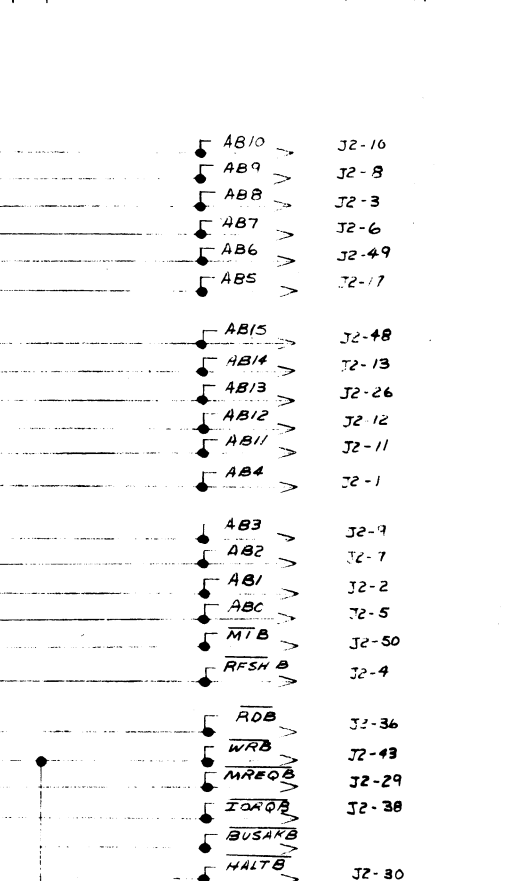 AB10 J2-10
AB9 J2-8
AB8 J2-3
AB7 J2-6
AB6 J2-49
AB5 J2-17
AB15 J2-48
AB14 J2-13
AB13 J2-26
AB12 J2-12
AB11 J2-11
AB4 J2-1
AB3 J2-9
AB2 J2-7
AB1 J2-2
AB0 J2-5
M1B J2-50
RFSHB J2-4
RDB J2-36
WRB J2-43
MREQB J2-29
IORQB J2-38
BUSAKB
HALTB J2-30